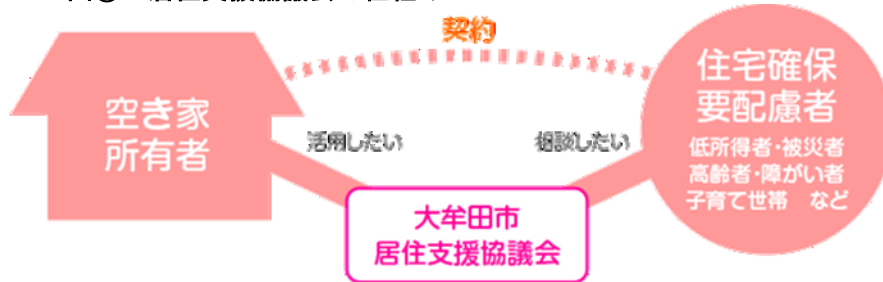 契約
空き家
所有者
活用したい
相談したい
住宅確保
要配慮者
低所得者・被災者
高齢者・障がい者
子育て世帯 など
大牟田市
居住支援協議会